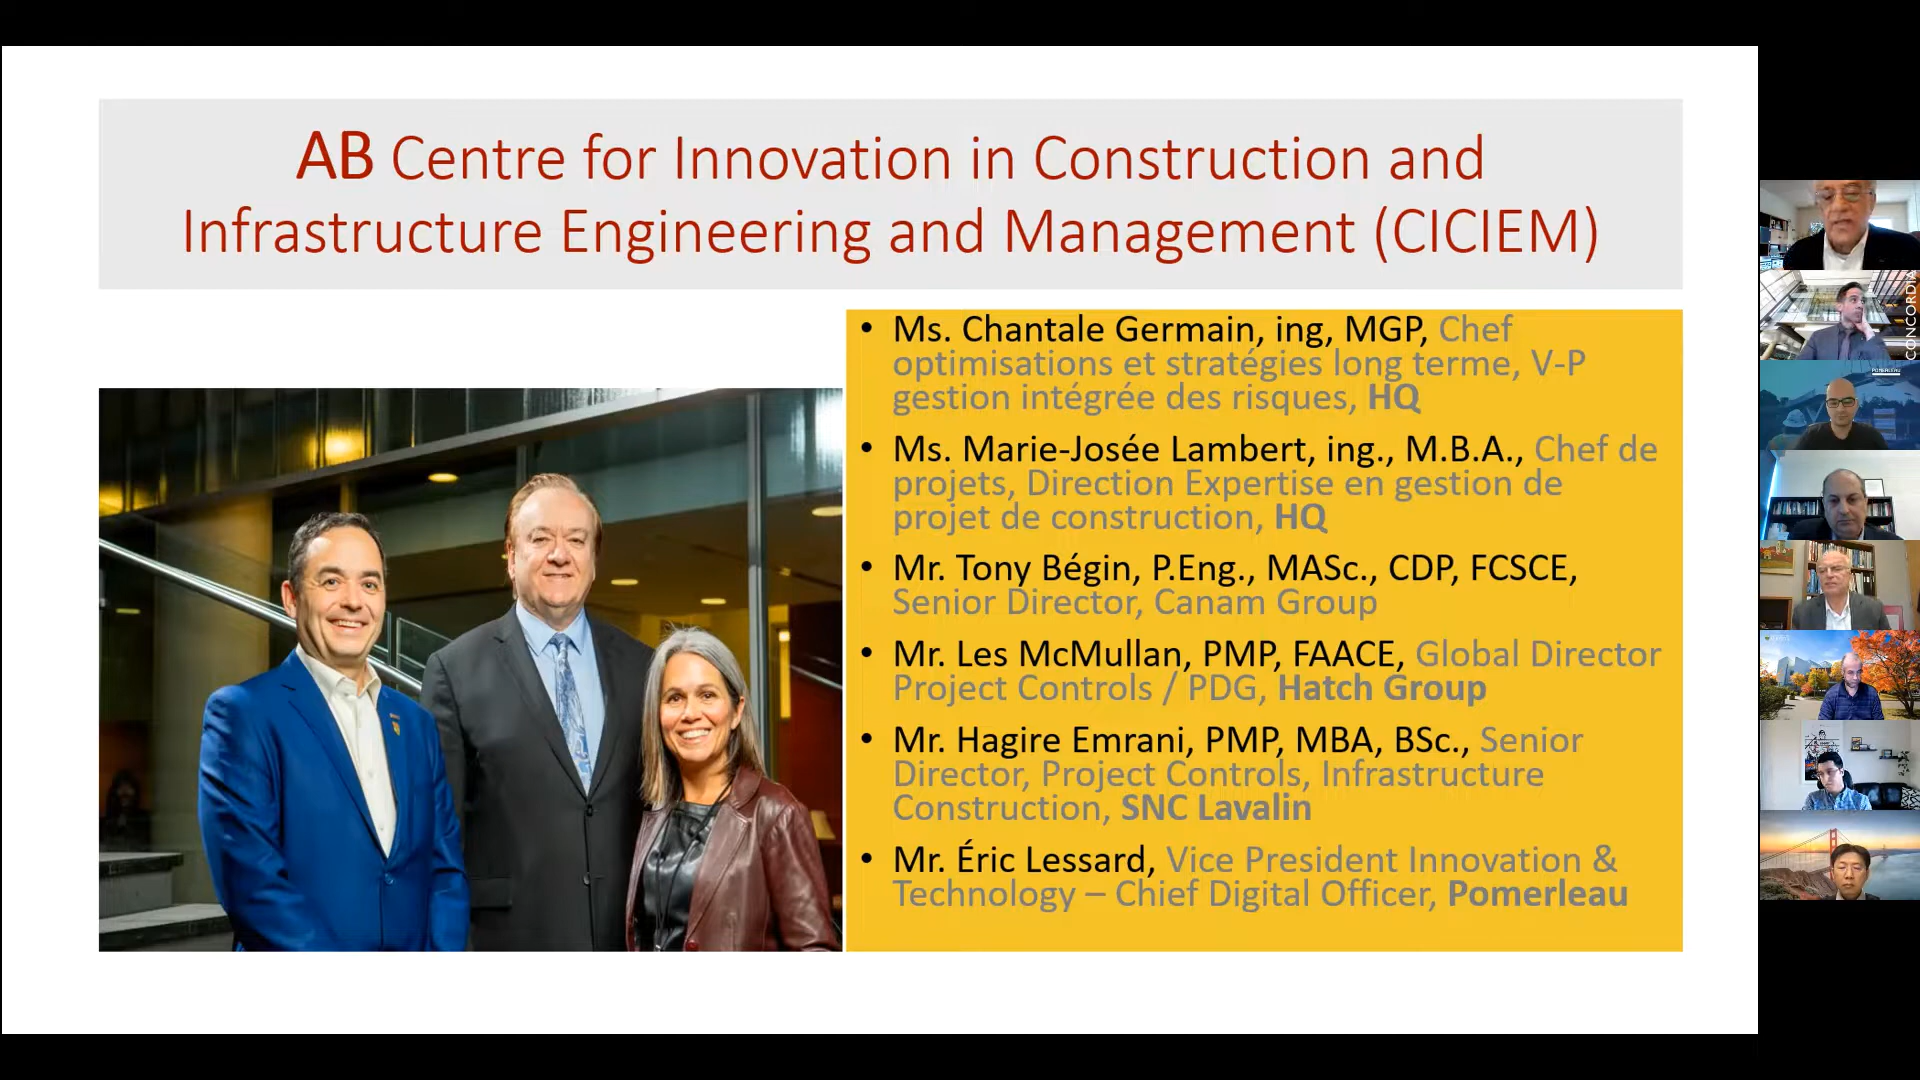 AB Centre for Innovation in Construction and
Infrastructure Engineering and Management (CICIEM)
• Ms. Chantale Germain, ing, MGP, Chef
optimisations et stratégies long terme, V-P
gestion intégrée des risques, HQ
• Ms. Marie-Josée Lambert, ing., M.B.A., Chef de
projets, Direction Expertise en gestion de
projet de construction, HQ
• Mr. Tony Bégin, P.Eng., MASc., CDP, FCSCE,
Senior Director, Canam Group
• Mr. Les McMullan, PMP, FAACE, Global Director
Project Controls / PDG, Hatch Group
• Mr. Hagire Emrani, PMP, MBA, BSc., Senior
Director, Project Controls, Infrastructure
Construction, SNC Lavalin
• Mr. Éric Lessard, Vice President Innovation &
Technology – Chief Digital Officer, Pomerleau
CONCORDIA
POMERLEAU